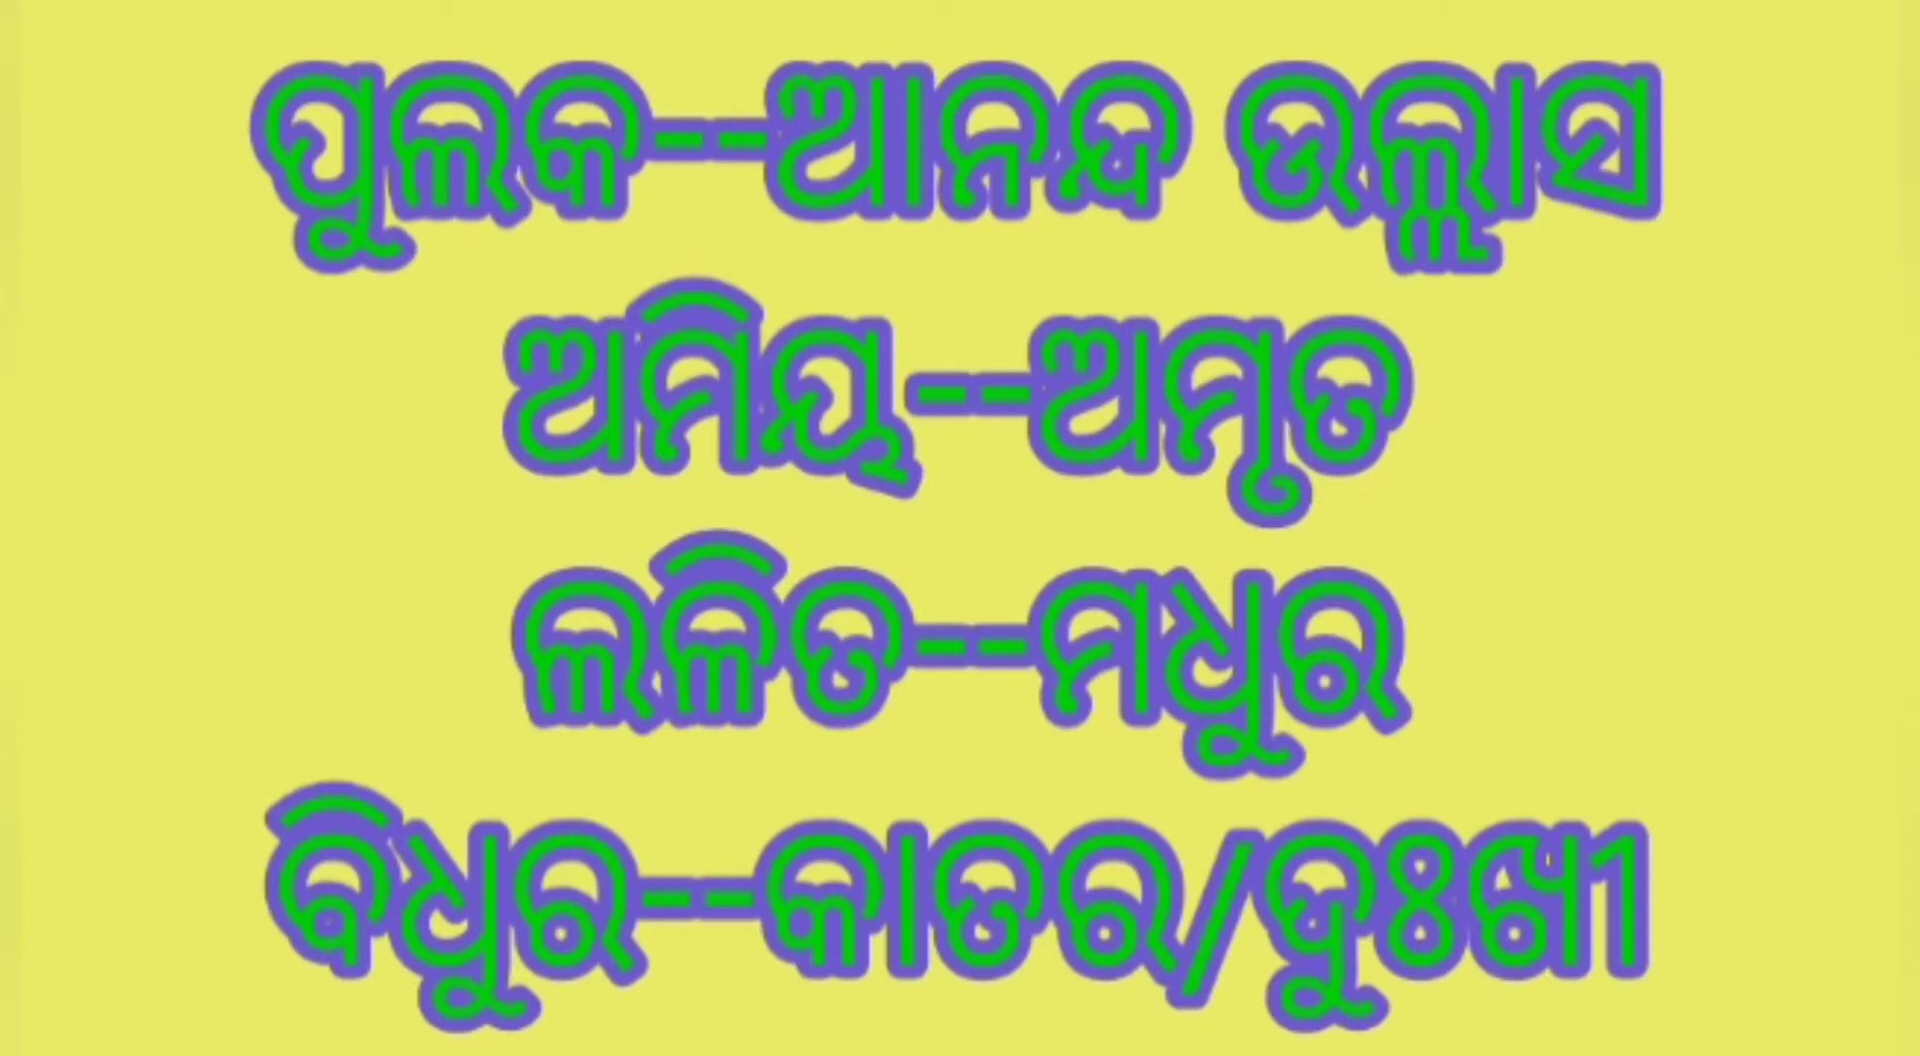 ପୁଲକ--ଆନନ୍ଦ ଉଲ୍ଲାସ
ଅମିୟ--ଅମୃତ
ଲଳିତ--ମଧୁର
ବିଧୁର--କାତର/ଦୁଃଖୀ